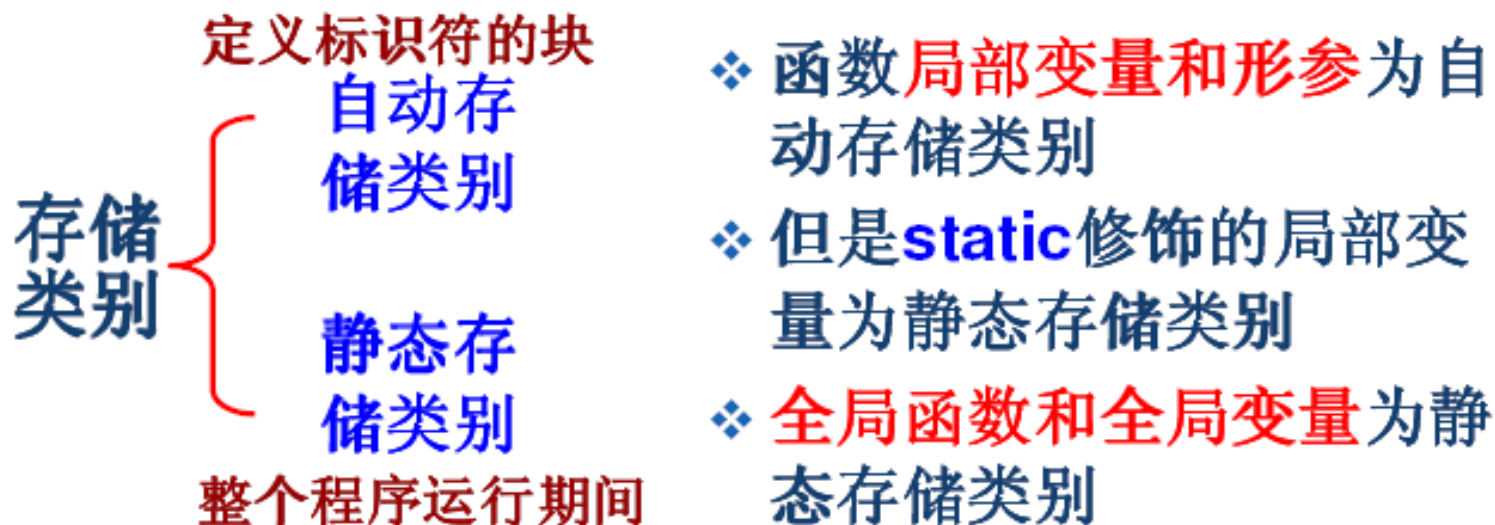 定义标识符的块
自动存
储类别
存储
类别
静态存
储类别
整个程序运行期间
函数局部变量和形参为自
动存储类别
但是static修饰的局部变
量为静态存储类别
全局函数和全局变量为静
态存储类别